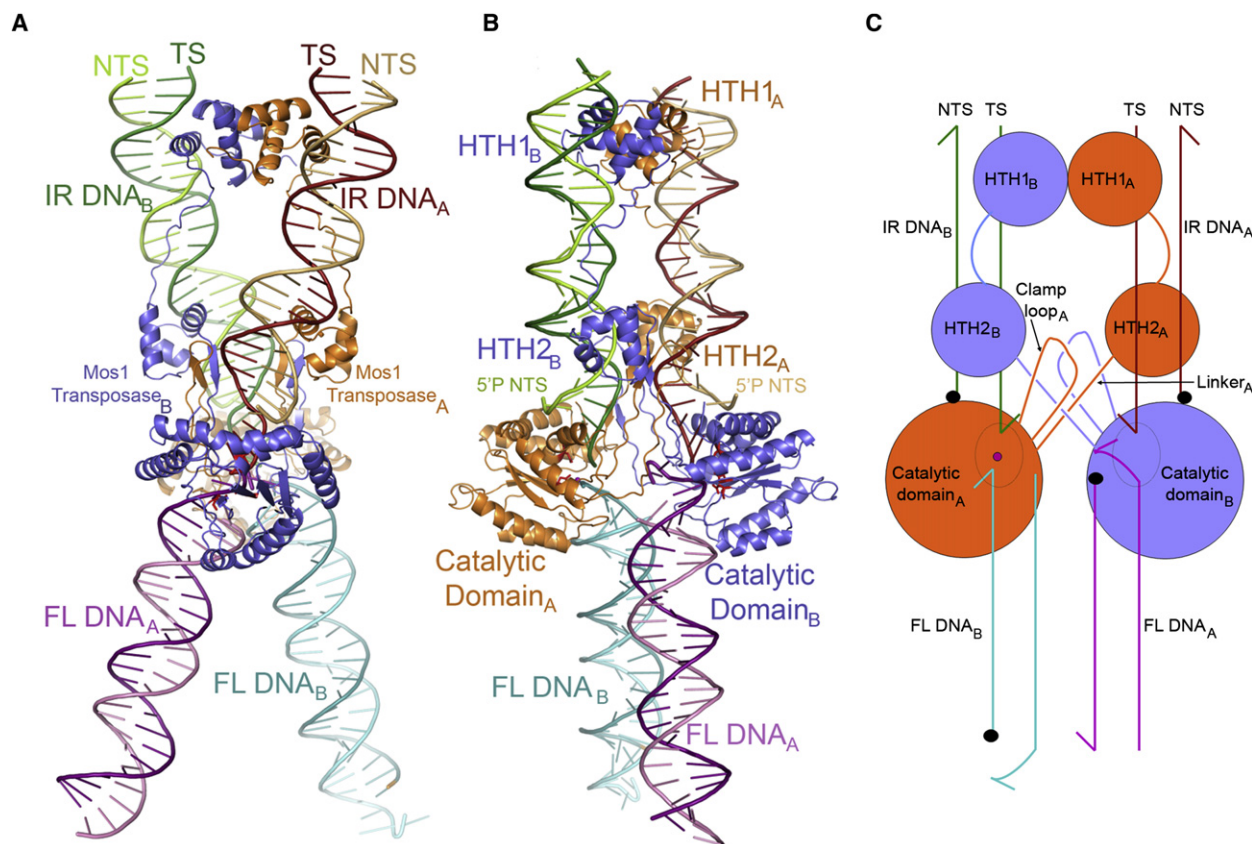 A
NTS TS TS NTS
IR DNAB
IR DNAA
Mos1
TransposaseB
Mos1
TransposaseA
FL DNAA
FL DNAB
B
HTH1A
HTH1B
HTH2B
HTH2A
5'P NTS
5'P NTS
Catalytic
DomainA
Catalytic
DomainB
FL DNAB
FL DNAA
C
NTS TS TS NTS
HTH1B
HTH1A
IR DNAB
IR DNAA
Clamp
loopA
HTH2B
HTH2A
LinkerA
Catalytic
domainA
Catalytic
domainB
FL DNAB
FL DNAA